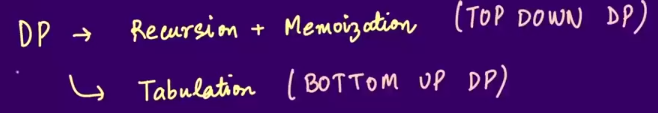 DP → Recursion + Memoization (TOP DOWN DP)
↳ Tabulation (BOTTOM UP DP)